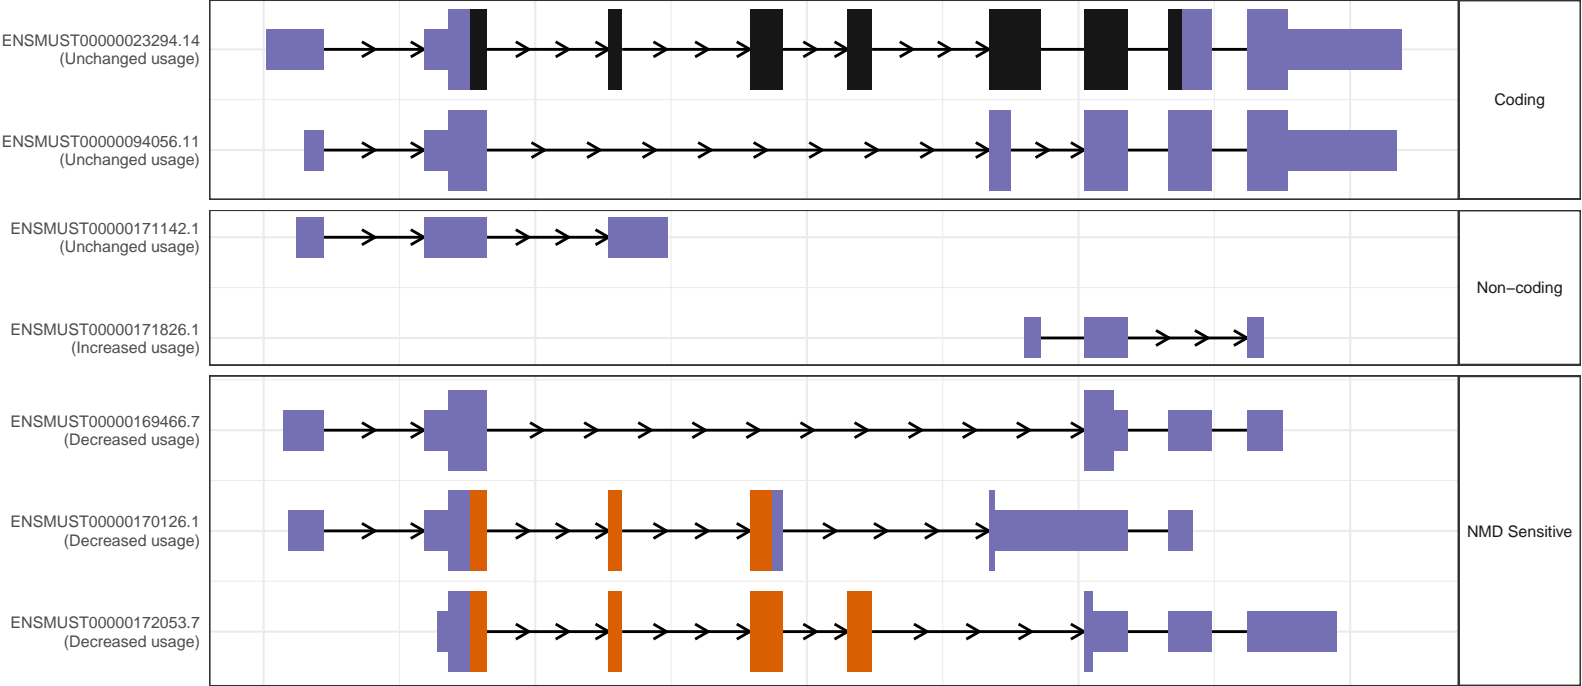 ENSMUST00000023294.14
(Unchanged usage)
ENSMUST00000094056.11
(Unchanged usage)
Coding
ENSMUST00000171142.1
(Unchanged usage)
ENSMUST00000171826.1
(Increased usage)
Non−coding
ENSMUST00000169466.7
(Decreased usage)
ENSMUST00000170126.1
(Decreased usage)
ENSMUST00000172053.7
(Decreased usage)
NMD Sensitive